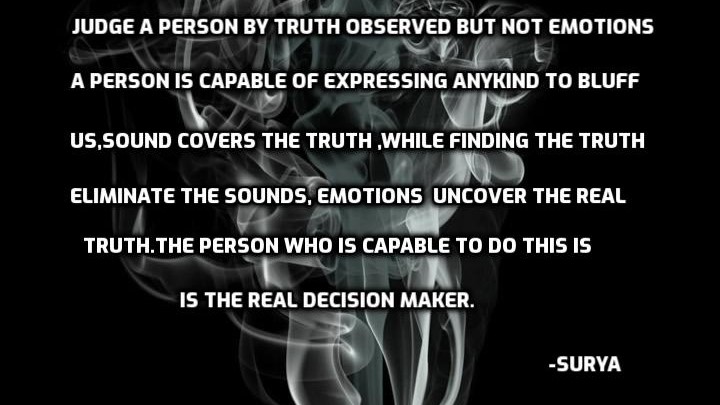 JUDGE A PERSON BY TRUTH OBSERVED BUT NOT EMOTIONS
A PERSON IS CAPABLE OF EXPRESSING ANYKIND TO BLUFF
US,SOUND COVERS THE TRUTH ,WHILE FINDING THE TRUTH
ELIMINATE THE SOUNDS, EMOTIONS UNCOVER THE REAL
TRUTH.THE PERSON WHO IS CAPABLE TO DO THIS IS
IS THE REAL DECISION MAKER.
-SURYA